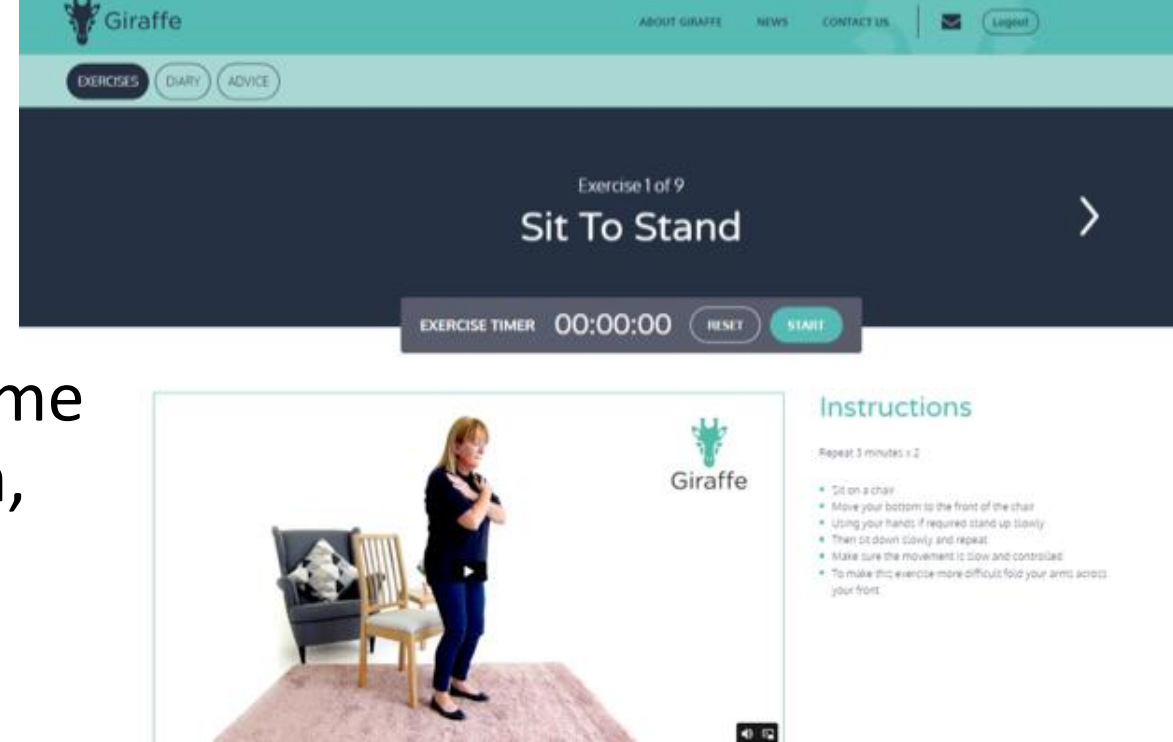 Giraffe
ABOUT GIRAFFE NEWS CONTACT US Logout
EXERCISES DIARY ADVICE
Exercise 1 of 9
Sit To Stand
EXERCISE TIMER 00:00:00 RESET START
me
,
Giraffe
Instructions
Repeat 3 minutes x 2
Sit on a chair
Move your bottom to the front of the chair
Using your hands if required stand up slowly
Then sit down slowly and repeat
Make sure the movement is slow and controlled
To make this exercise more difficult fold your arms across
your front